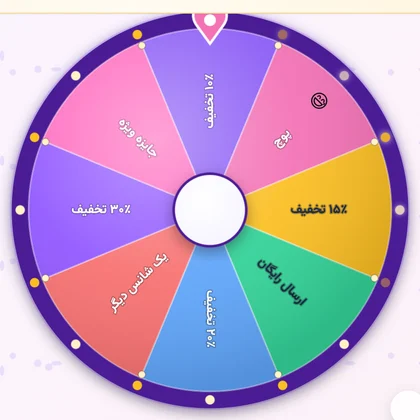 ۱۰٪ تخفیف
پوچ
۱۵٪ تخفیف
ارسال رایگان
۲۰٪ تخفیف
یک شانس دیگر
۳۰٪ تخفیف
جایزه ویژه